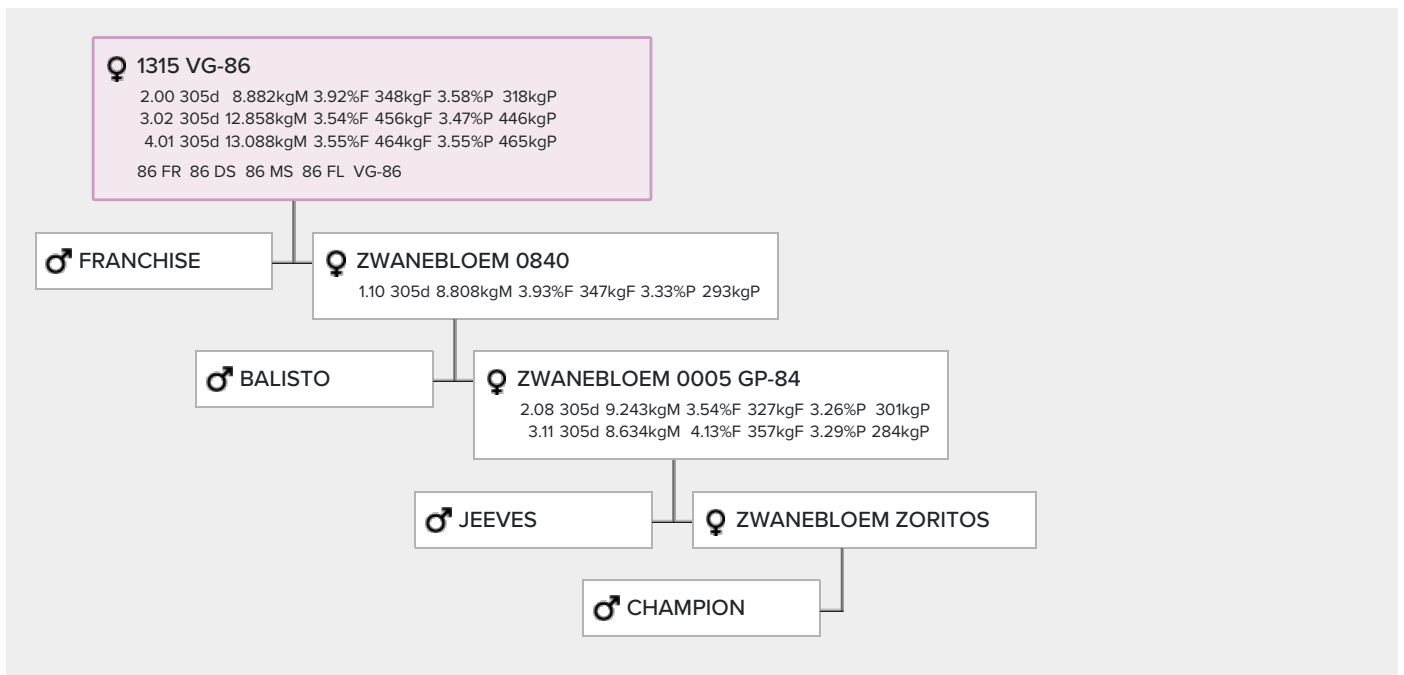 1315 VG-86
2.00 305d 8.882kgM 3.92%F 348kgF 3.58%P 318kgP
3.02 305d 12.858kgM 3.54%F 456kgF 3.47%P 446kgP
4.01 305d 13.088kgM 3.55%F 464kgF 3.55%P 465kgP
86 FR 86 DS 86 MS 86 FL VG-86
FRANCHISE
ZWANEBLOEM 0840
1.10 305d 8.808kgM 3.93%F 347kgF 3.33%P 293kgP
BALISTO
ZWANEBLOEM 0005 GP-84
2.08 305d 9.243kgM 3.54%F 327kgF 3.26%P 301kgP
3.11 305d 8.634kgM 4.13%F 357kgF 3.29%P 284kgP
JEEVES
ZWANEBLOEM ZORITOS
CHAMPION